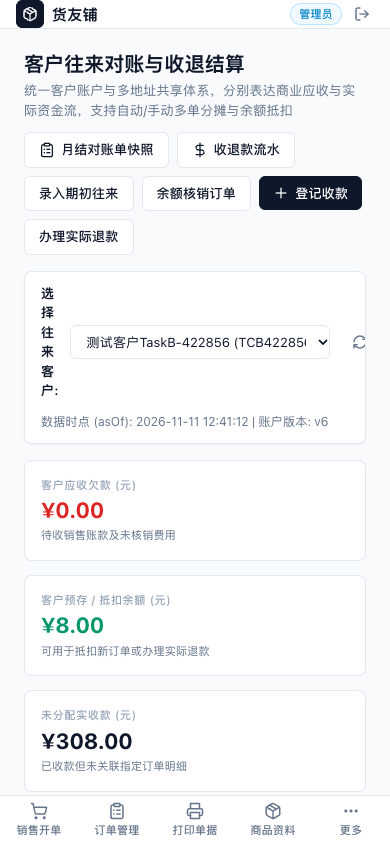 货友铺
管理员
客户往来对账与收退结算
统一客户账户与多地址共享体系，分别表达商业应收与实
际资金流，支持自动/手动多单分摊与余额抵扣
月结对账单快照
收退款流水
录入期初往来
余额核销订单
登记收款
办理实际退款
选
择
往
来
客
户:
测试客户TaskB-422856 (TCB422856
数据时点 (asOf): 2026-11-11 12:41:12 | 账户版本: v6
客户应收欠款 (元)
¥0.00
待收销售账款及未核销费用
客户预存 / 抵扣余额 (元)
¥8.00
可用于抵扣新订单或办理实际退款
未分配实收款 (元)
¥308.00
已收款但未关联指定订单明细
销售开单
订单管理
打印单据
商品资料
更多